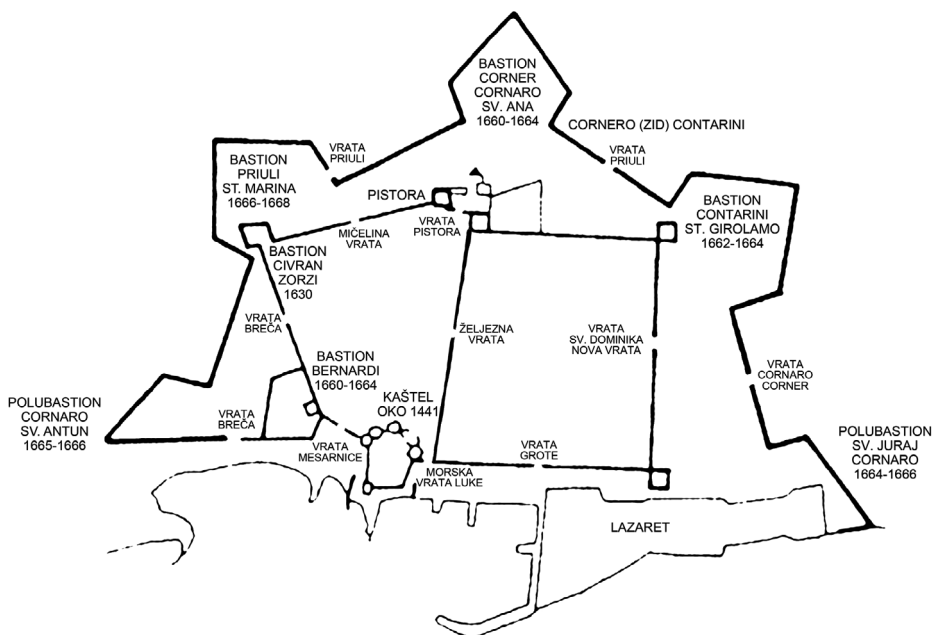 BASTION
CORNER
CORNARO
SV. ANA
1660-1664
CORNERO (ZID) CONTARINI
VRATA
PRIULI
VRATA
PRIULI
BASTION
PRIULI
ST. MARINA
1666-1668
PISTORA
BASTION
CONTARINI
ST. GIROLAMO
1662-1664
MIČELINA
VRATA
VRATA
PISTORA
BASTION
CIVRAN
ZORZI
1630
VRATA
BREČA
ŽELJEZNA
VRATA
VRATA
SV. DOMINIKA
NOVA VRATA
BASTION
BERNARDI
1660-1664
VRATA
CORNARO
CORNER
KAŠTEL
OKO 1441
POLUBASTION
CORNARO
SV. ANTUN
1665-1666
VRATA
BREČA
VRATA
MESARNICE
MORSKA
VRATA LUKE
VRATA
GROTE
POLUBASTION
SV. JURAJ
CORNARO
1664-1666
LAZARET